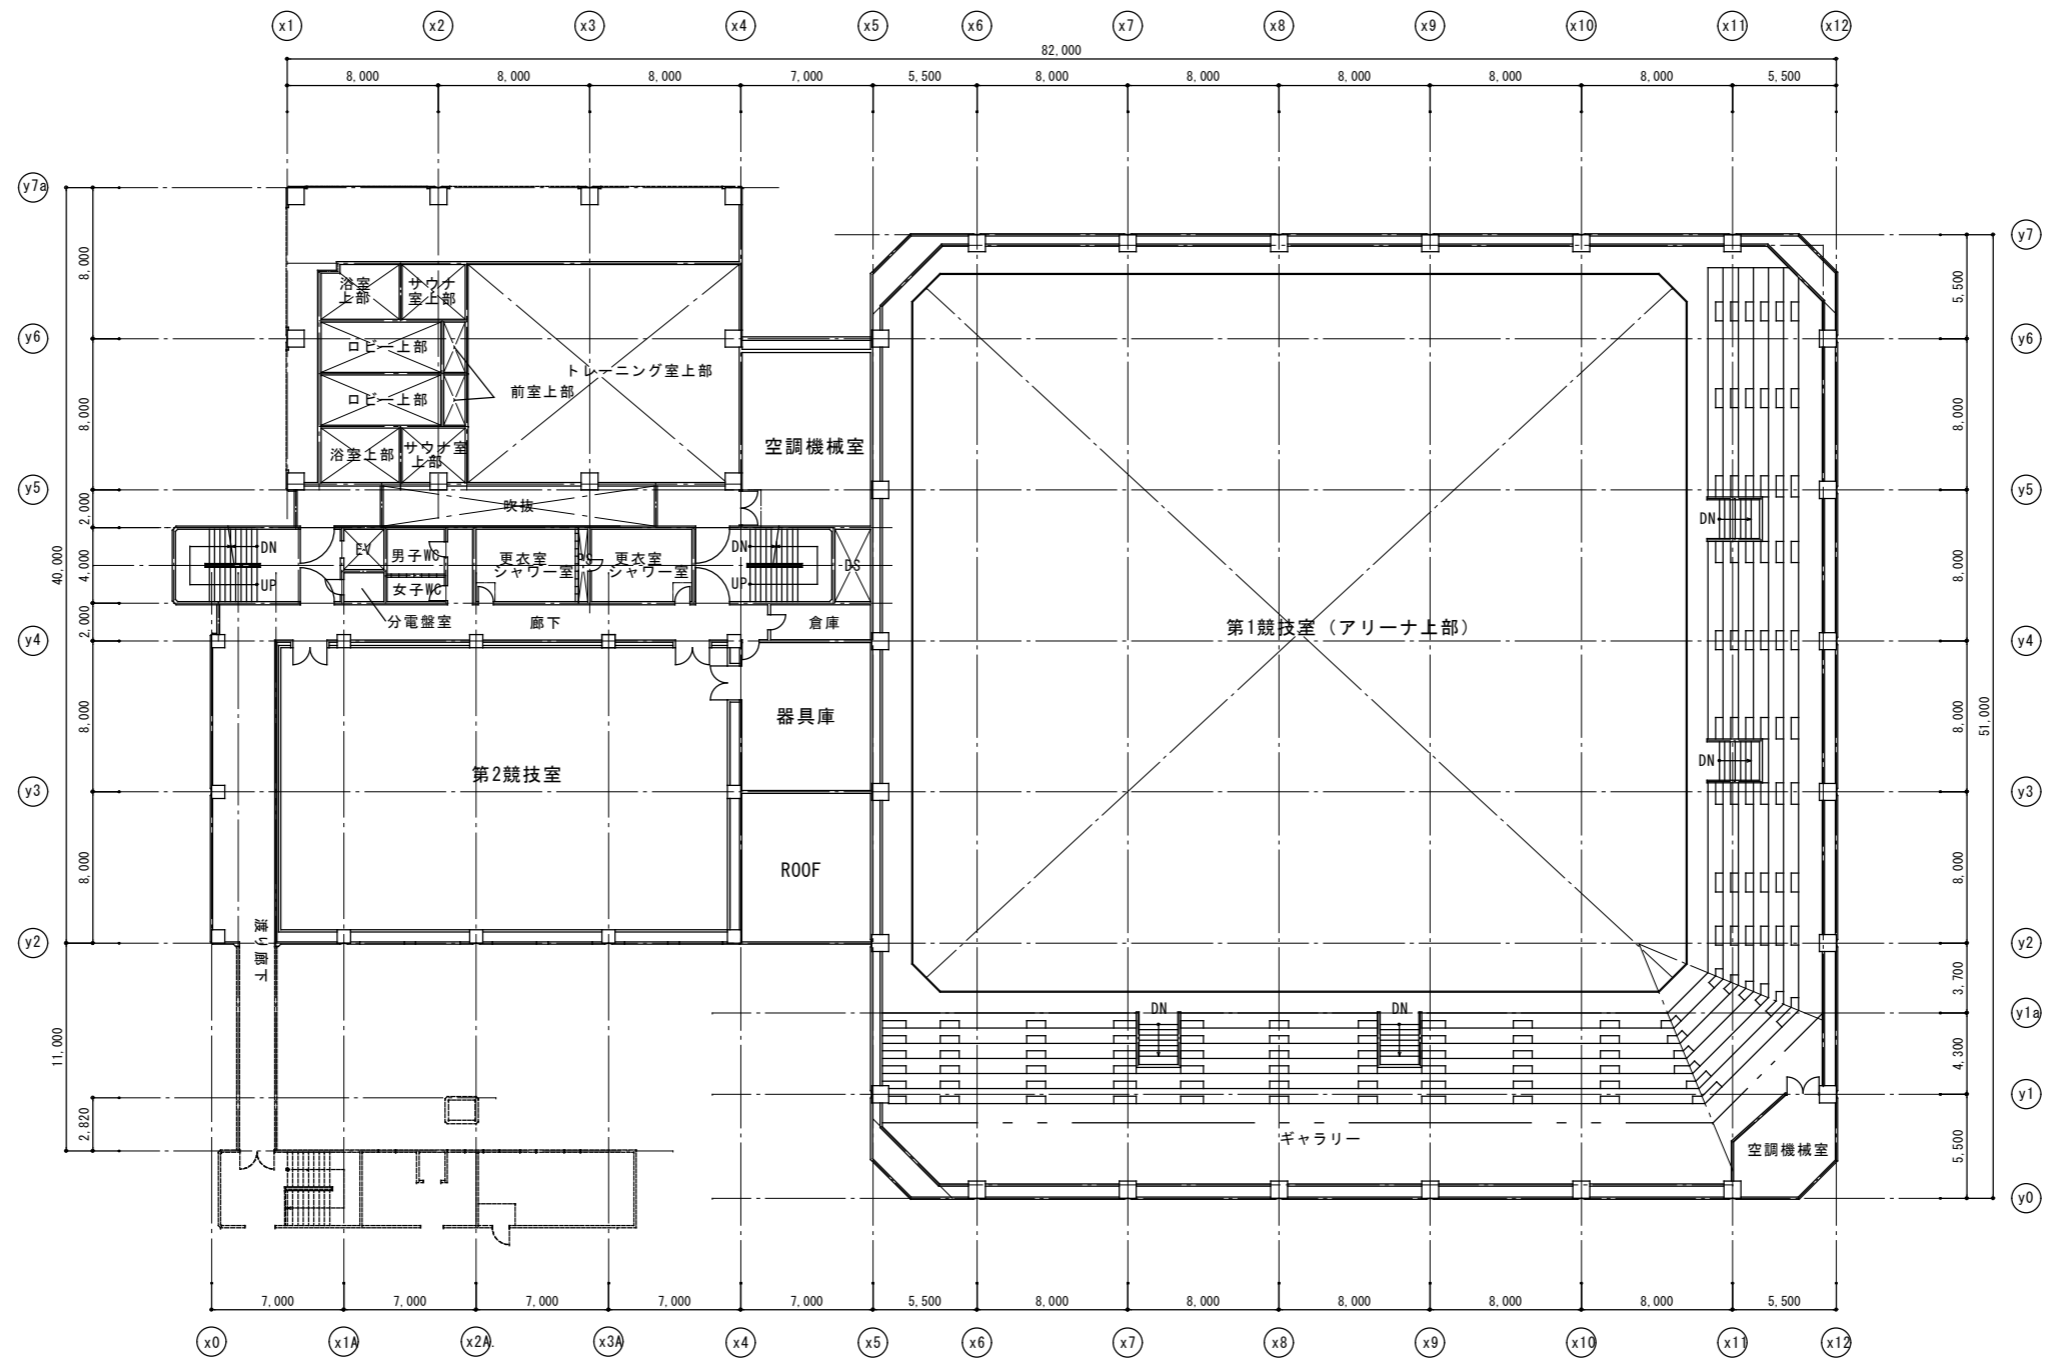 x1 x2 x3 x4 x5 x6 x7 x8 x9 x10 x11 x12
82,000
8,000 8,000 8,000 7,000 5,500 8,000 8,000 8,000 8,000 8,000 5,500
y7a
y7
8,000
5,500
浴室
上部
サウナ
室上部
y6
y6
ロビー上部
トレーニング室上部
前室上部
ロビー上部
8,000
8,000
浴室上部
サウナ室
上部
空調機械室
y5
y5
吹抜
2,000
DN
40,000
4,000
8,000
DN
UP
EV
男子WC
女子WC
更衣室
シャワー室
PS
更衣室
シャワー室
DN
UP
DS
2,000
分電盤室
廊下
倉庫
第1競技室(アリーナ上部)
y4
y4
8,000
8,000
51,000
器具庫
DN
第2競技室
y3
y3
8,000
8,000
ROOF
渡り廊下
y2
y2
3,700
DN
DN
y1a
11,000
4,300
2,820
y1
ギャラリー
空調機械室
5,500
y0
7,000 7,000 7,000 7,000 7,000 5,500 8,000 8,000 8,000 8,000 8,000 5,500
x0 x1A x2A. x3A x4 x5 x6 x7 x8 x9 x10 x11 x12